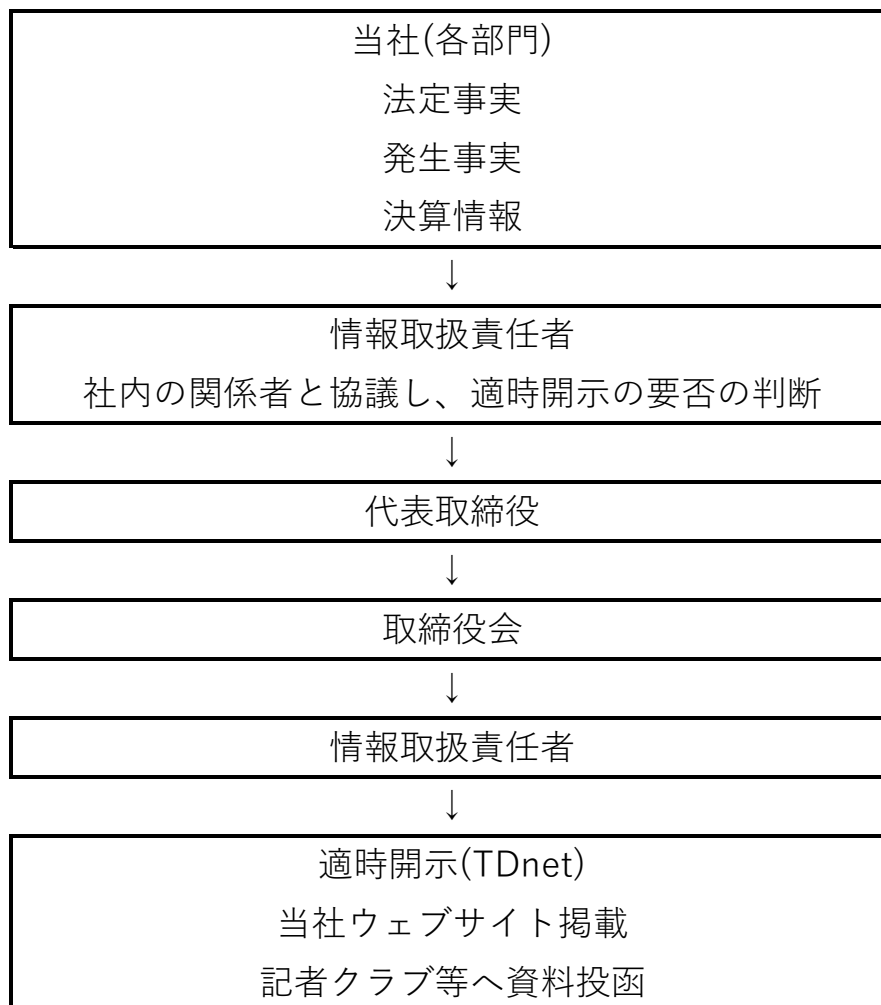 当社(各部門)
法定事実
発生事実
決算情報
↓
情報取扱責任者
社内の関係者と協議し、適時開示の要否の判断
↓
代表取締役
↓
取締役会
↓
情報取扱責任者
↓
適時開示(TDnet)
当社ウェブサイト掲載
記者クラブ等へ資料投函